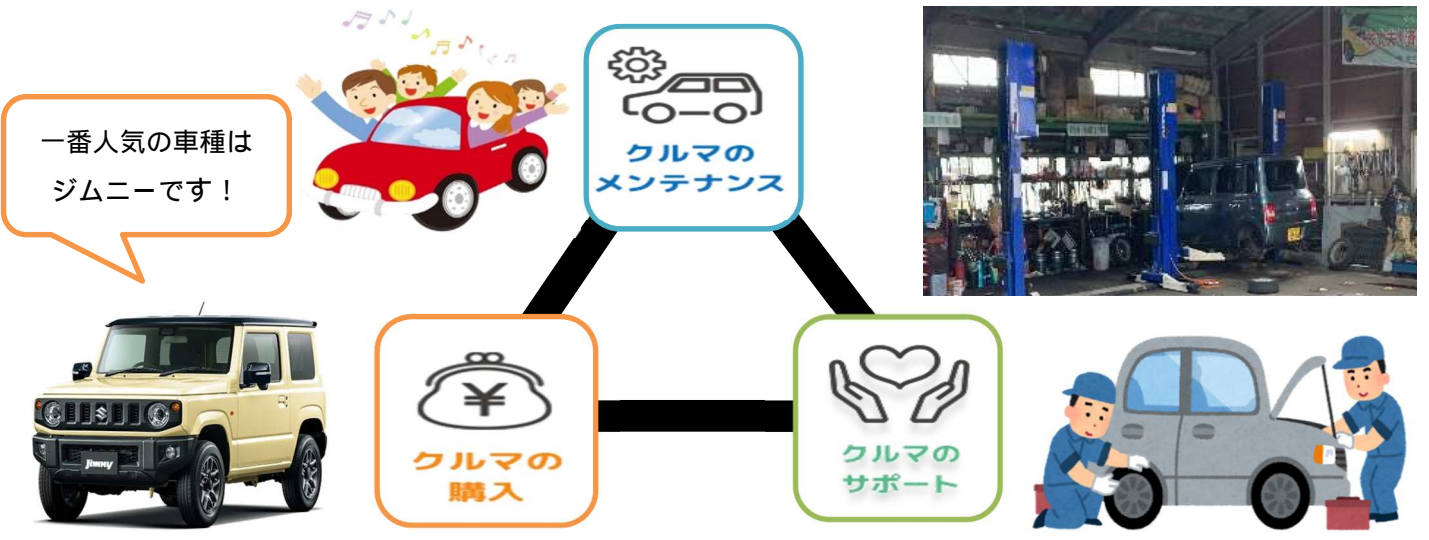 一番人気の車種は
ジムニーです！
クルマの
メンテナンス
クルマの
購入
クルマの
サポート
Jimny